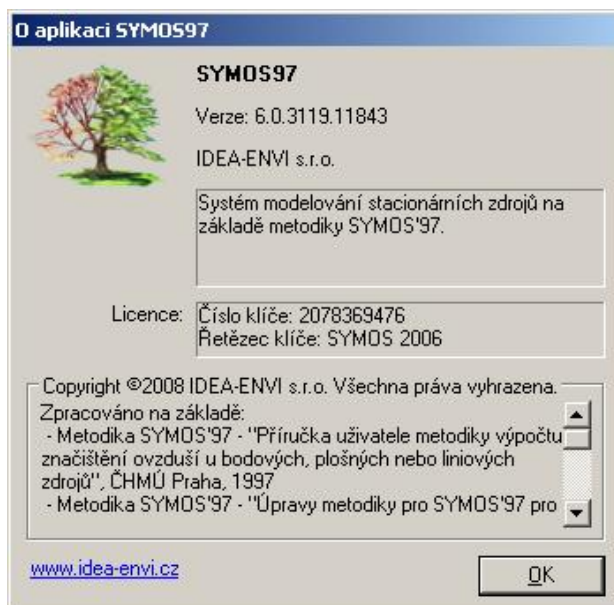 O aplikaci SYMOS97
SYMOS97
Verze: 6.0.3119.11843
IDEA-ENVI s.r.o.
Systém modelování stacionárních zdrojů na
základě metodiky SYMOS'97.
Licence:
Číslo klíče: 2078369476
Řetězec klíče: SYMOS 2006
Copyright ©2008 IDEA-ENVI s.r.o. Všechna práva vyhrazena.
Zpracováno na základě:
- Metodika SYMOS'97 - "Příručka uživatele metodiky výpočtu
značištění ovzduší u bodových, plošných nebo liniových
zdrojů", ČHMÚ Praha, 1997
- Metodika SYMOS'97 - "Úpravy metodiky pro SYMOS'97 pro
www.idea-envi.cz
OK